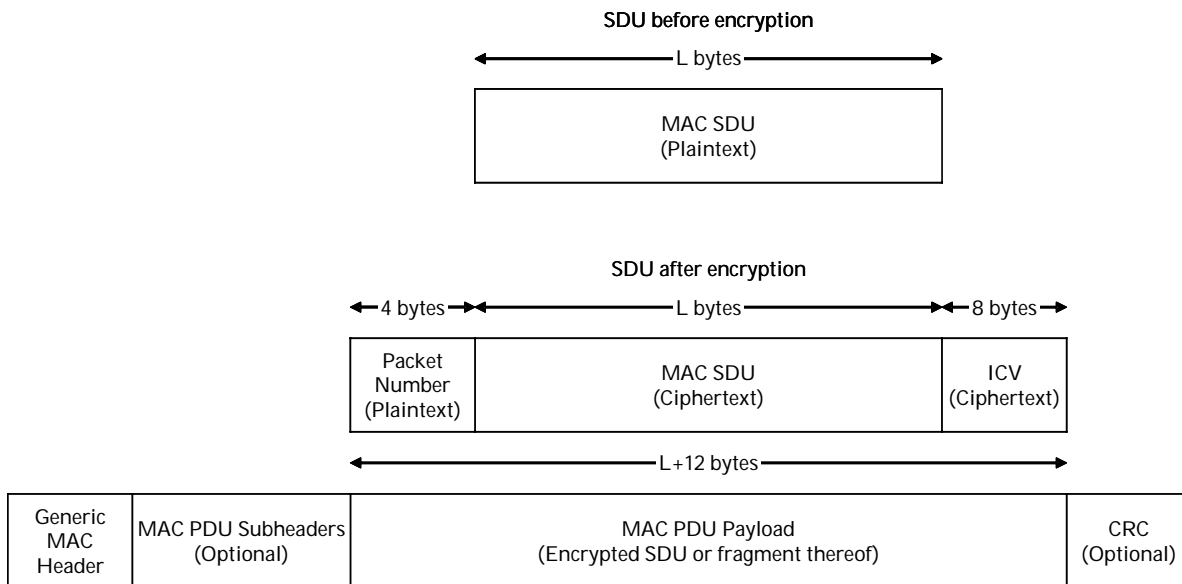 SDU before encryption
L bytes
MAC SDU
(Plaintext)
SDU after encryption
4 bytes
L bytes
8 bytes
Packet
Number
(Plaintext)
MAC SDU
(Ciphertext)
ICV
(Ciphertext)
L+12 bytes
Generic
MAC
Header
MAC PDU Subheaders
(Optional)
MAC PDU Payload
(Encrypted SDU or fragment thereof)
CRC
(Optional)